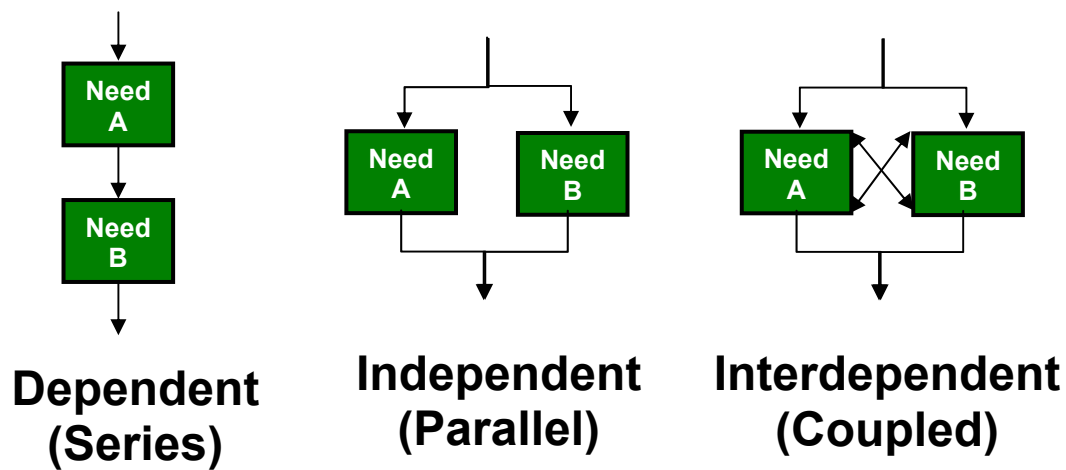 Need
A
Need
B
Dependent
(Series)
Need
A
Need
B
Independent
(Parallel)
Need
A
Need
B
Interdependent
(Coupled)